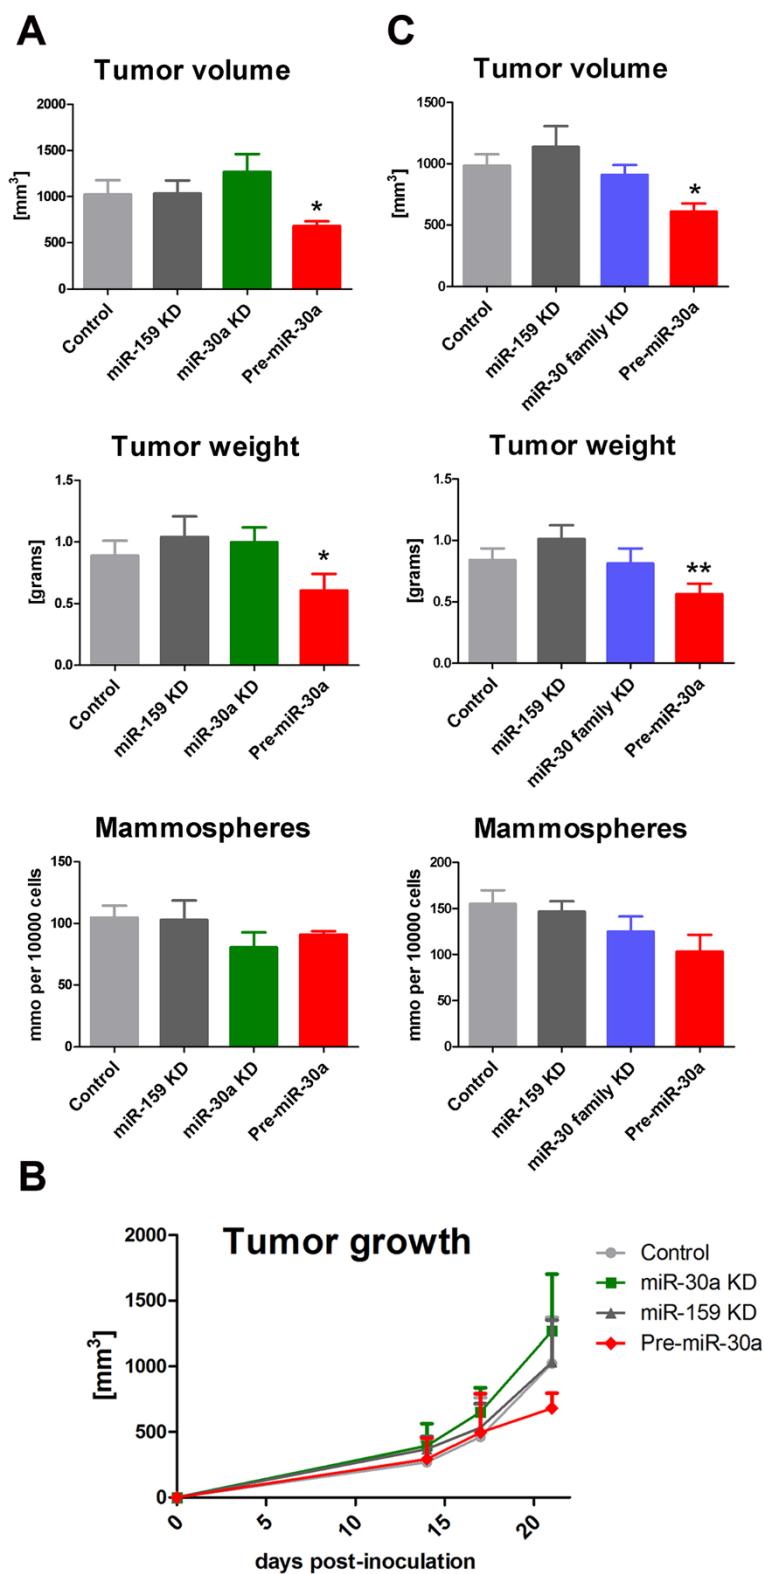 A
Tumor volume
[mm³]
2000
1500
1000
500
0
*
Control
miR-159 KD
miR-30a KD
Pre-miR-30a
Tumor weight
[grams]
1.5
1.0
0.5
0.0
*
Control
miR-159 KD
miR-30a KD
Pre-miR-30a
Mammospheres
mmo per 10000 cells
150
100
50
0
Control
miR-159 KD
miR-30a KD
Pre-miR-30a
C
Tumor volume
[mm³]
1500
1000
500
0
*
Control
miR-159 KD
miR-30 family KD
Pre-miR-30a
Tumor weight
[grams]
1.5
1.0
0.5
0.0
**
Control
miR-159 KD
miR-30 family KD
Pre-miR-30a
Mammospheres
mmo per 10000 cells
200
150
100
50
0
Control
miR-159 KD
miR-30 family KD
Pre-miR-30a
B
Tumor growth
[mm³]
2000
1500
1000
500
0
0
5
10
15
20
days post-inoculation
Control
miR-30a KD
miR-159 KD
Pre-miR-30a